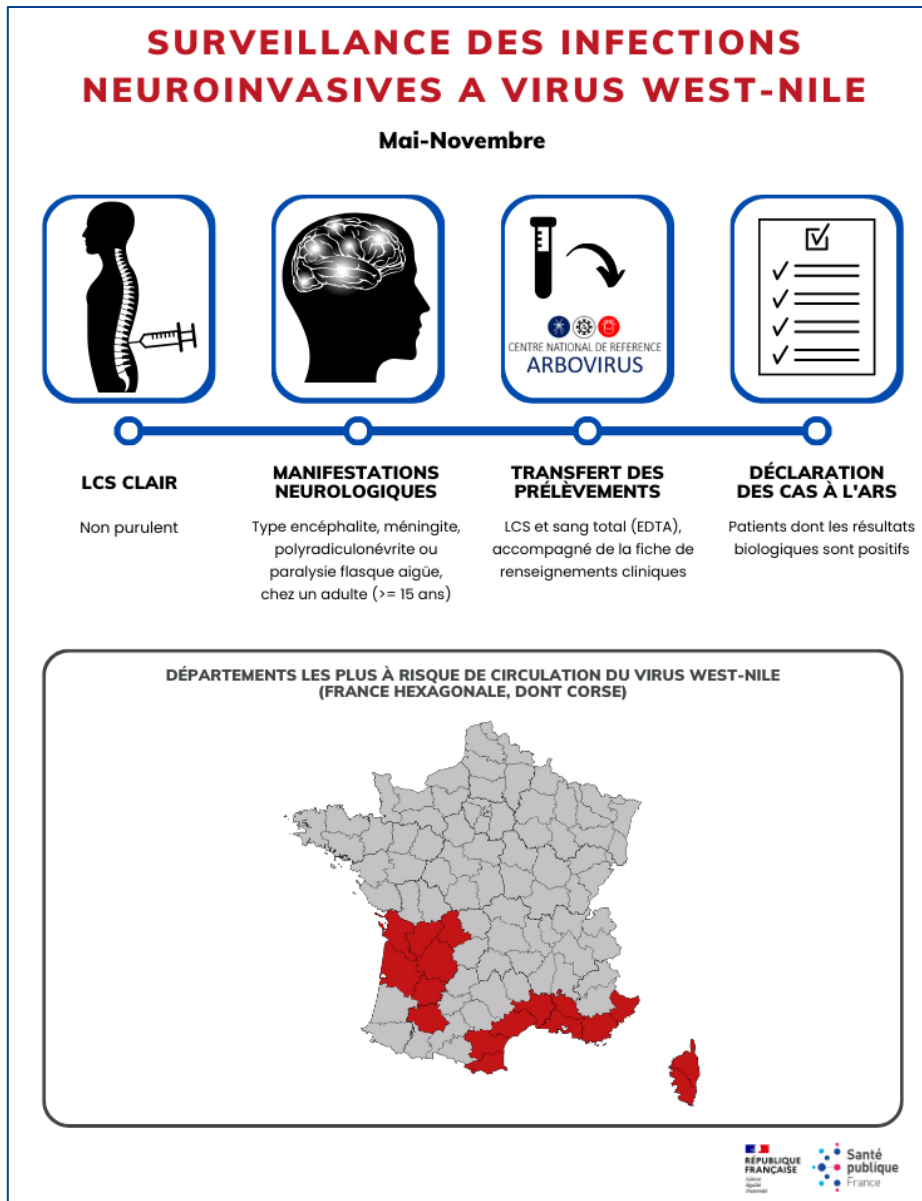 SURVEILLANCE DES INFECTIONS
NEUROINVASIVES A VIRUS WEST-NILE
Mai-Novembre
CENTRE NATIONAL DE REFERENCE
ARBOVIRUS
LCS CLAIR
Non purulent
MANIFESTATIONS
NEUROLOGIQUES
Type encéphalite, méningite,
polyradiculonévrite ou
paralysie flasque aigüe,
chez un adulte (>= 15 ans)
TRANSFERT DES
PRÉLÈVEMENTS
LCS et sang total (EDTA),
accompagné de la fiche de
renseignements cliniques
DÉCLARATION
DES CAS À L'ARS
Patients dont les résultats
biologiques sont positifs
DÉPARTEMENTS LES PLUS À RISQUE DE CIRCULATION DU VIRUS WEST-NILE
(FRANCE HEXAGONALE, DONT CORSE)
RÉPUBLIQUE
FRANÇAISE
Liberté
Égalité
Fraternité
Santé
publique
France